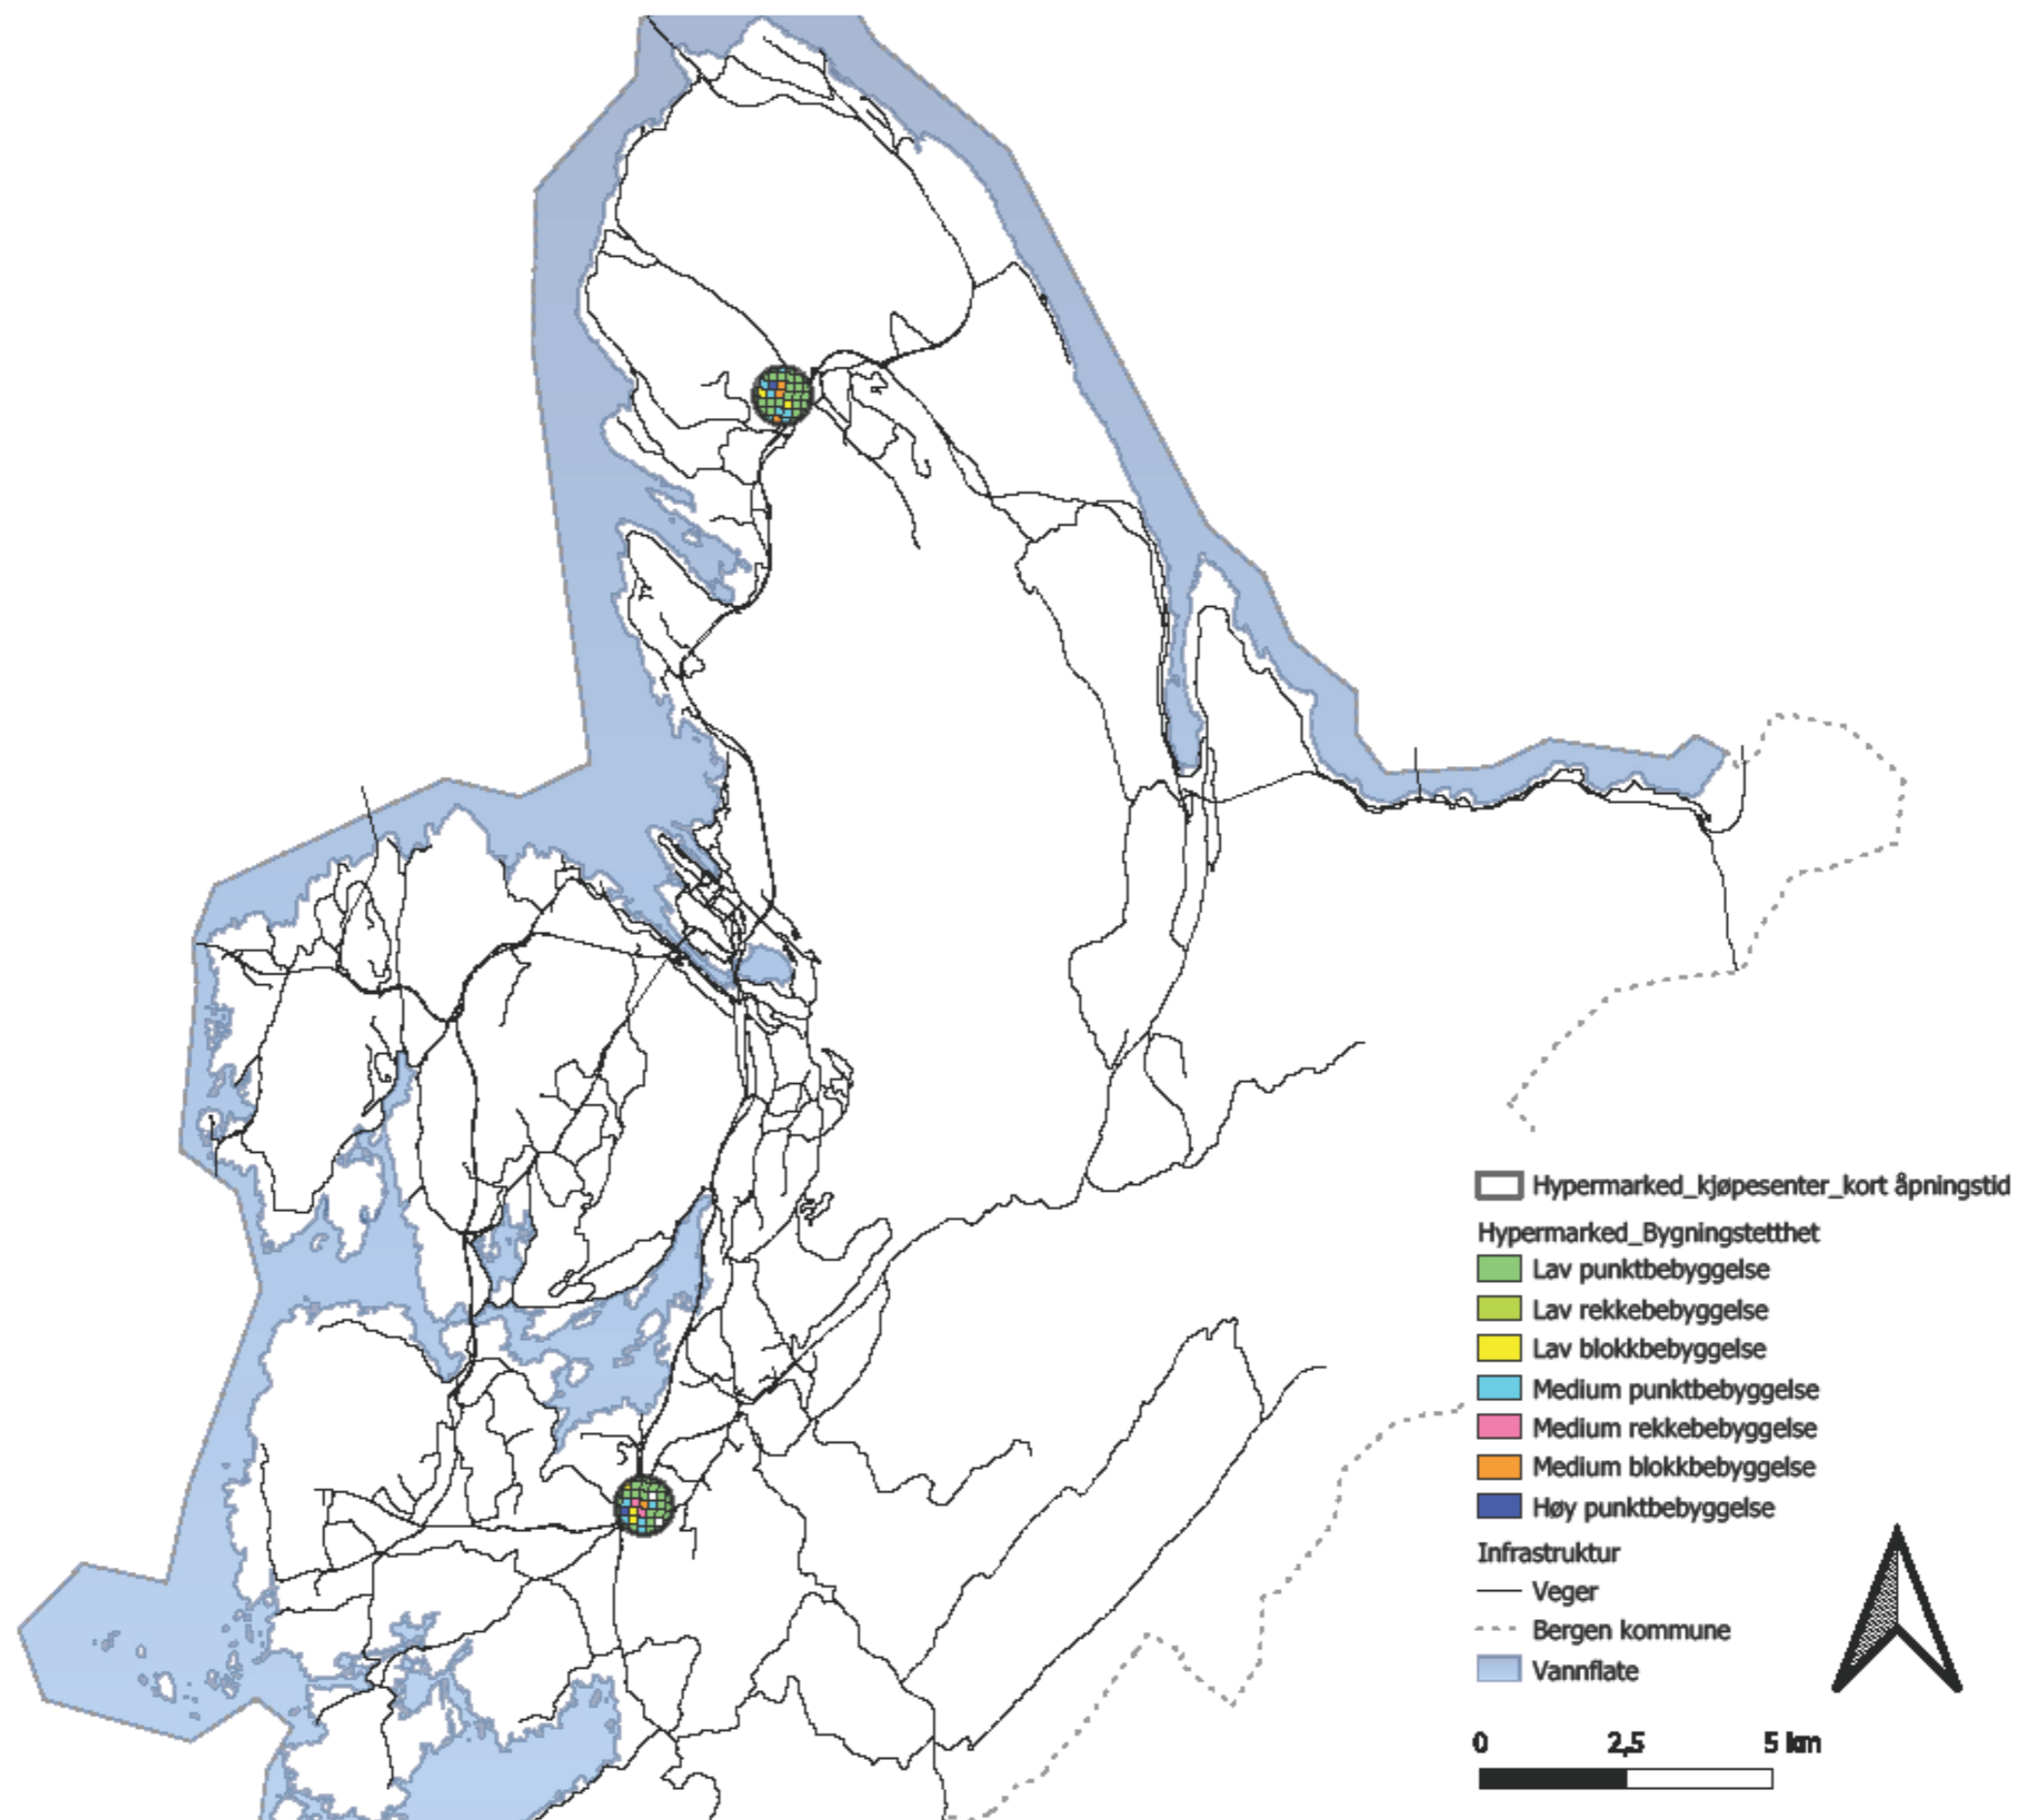 Hypermarked_kjøpesenter_kort åpningstid
Hypermarked_Bygningstetthet
Lav punktbebyggelse
Lav rekkebebyggelse
Lav blokkbebyggelse
Medium punktbebyggelse
Medium rekkebebyggelse
Medium blokkbebyggelse
Høy punktbebyggelse
Infrastruktur
Veger
Bergen kommune
Vannflate
0 2,5 5 km